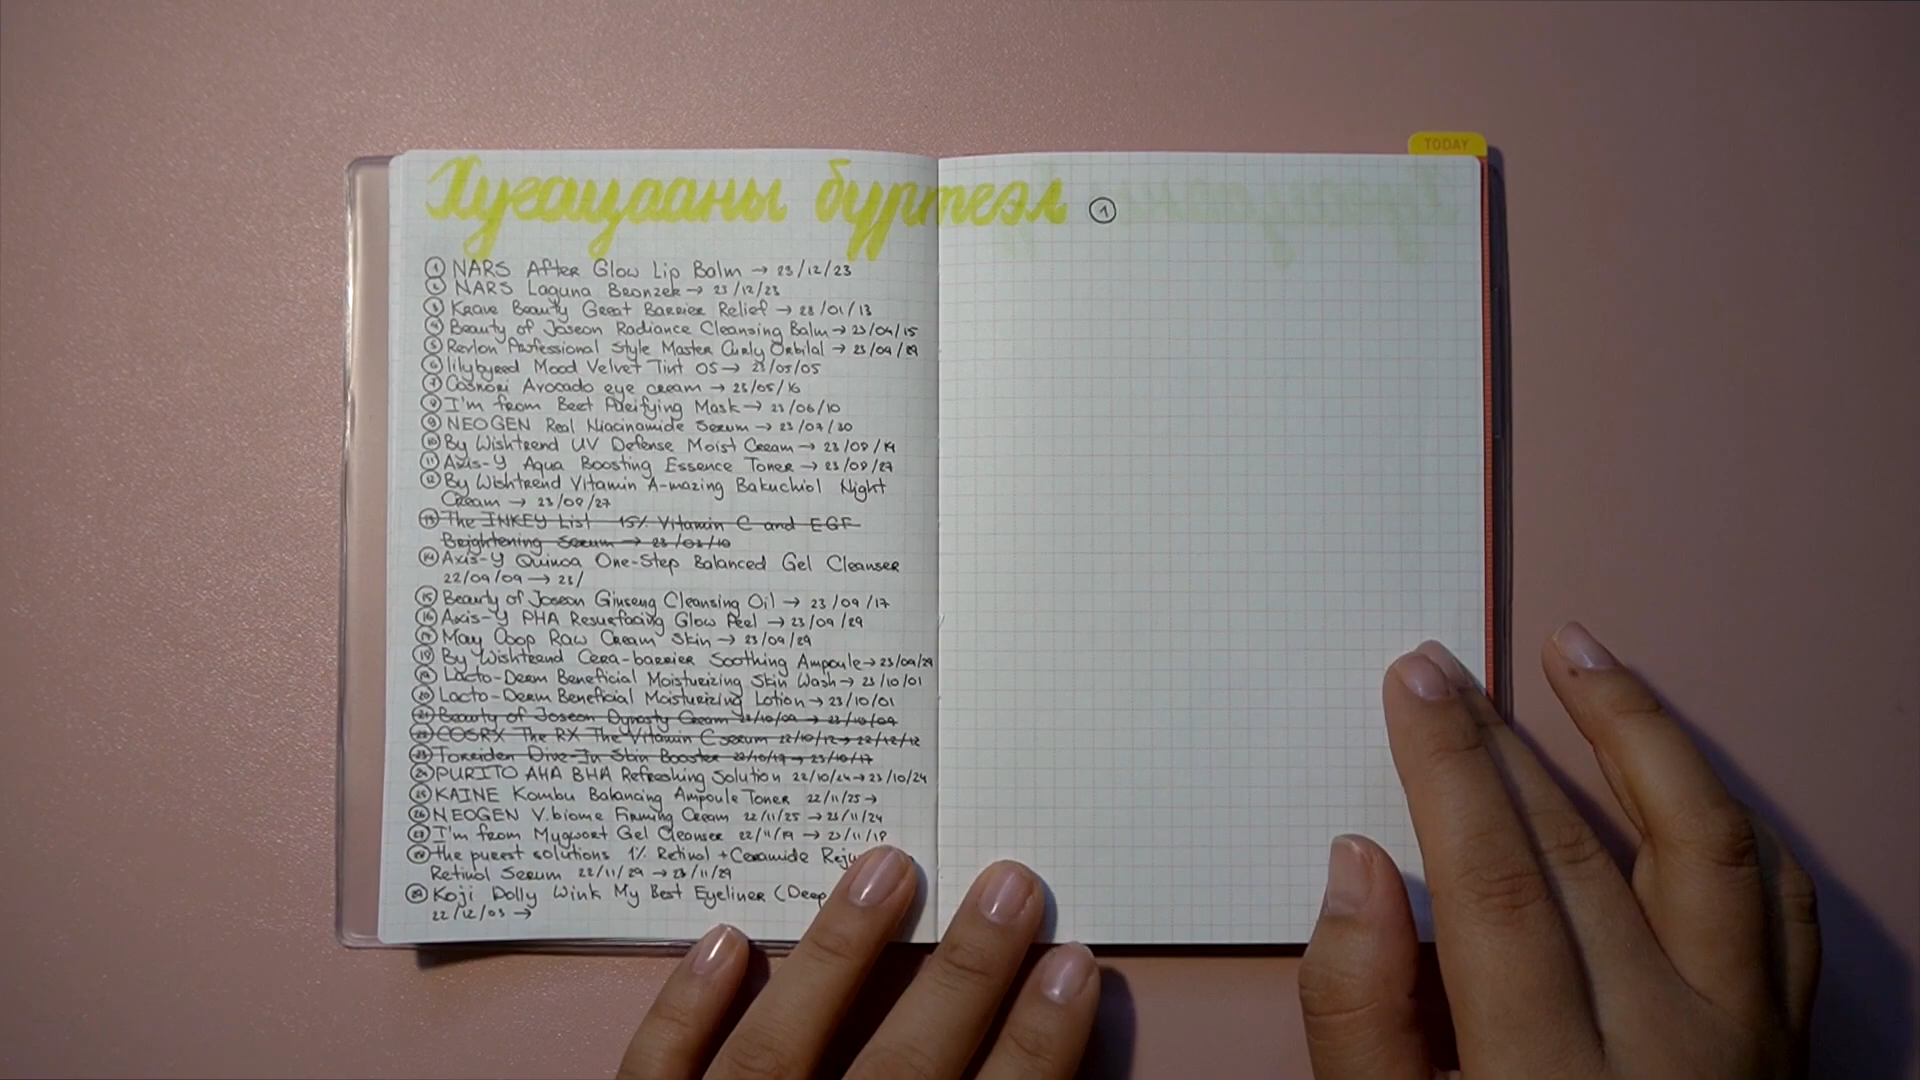 TODAY
Хугацааны бүртгэл ①
① NARS After Glow Lip Balm → 23/12/23
② NARS Laguna Bronzer → 23/12/23
③ Krave Beauty Great Barrier Relief → 23/01/13
④ Beauty of Joseon Radiance Cleansing Balm → 23/04/15
⑤ Revlon Professional Style Master Curly Orbital → 23/04/29
⑥ lilybyred Mood Velvet Tint 05 → 23/05/05
⑦ Cosnori Avocado eye cream → 23/05/16
⑧ I'm from Beet Purifying Mask → 23/06/10
⑨ NEOGEN Real Niacinamide Serum → 23/07/30
⑩ By Wishtrend UV Defense Moist Cream → 23/08/19
⑪ Axis-Y Aqua Boosting Essence Toner → 23/08/27
⑫ By Wishtrend Vitamin A-mazing Bakuchiol Night
Cream → 23/08/27
⑬ The INKEY List 15% Vitamin C and EGF
Brightening Serum → 23/03/10
⑭ Axis-Y Quinoa One-Step Balanced Gel Cleanser
22/09/09 → 23/
⑮ Beauty of Joseon Ginseng Cleansing Oil → 23/09/17
⑯ Axis-Y PHA Resurfacing Glow Peel → 23/09/29
⑰ May Coop Raw Cream Skin → 23/09/29
⑱ By Wishtrend Cera-barrier Soothing Ampoule → 23/09/29
⑲ Lacto-Derm Beneficial Moisturizing Skin Wash → 23/10/01
⑳ Lacto-Derm Beneficial Moisturizing Lotion → 23/10/01
㉑ Beauty of Joseon Dynasty Cream 22/10/09 → 23/10/09
㉒ COSRX The RX The Vitamin C serum 22/10/12 → 22/12/12
㉓ Torriden Dive-In Skin Booster 22/10/17 → 23/10/17
㉔ PURITO AHA BHA Refreshing Solution 22/10/24 → 23/10/24
㉕ KAINE Kombu Balancing Ampoule Toner 22/11/25 →
㉖ NEOGEN V.biome Firming Cream 22/11/25 → 23/11/24
㉗ I'm from Mugwort Gel Cleanser 22/11/19 → 23/11/18
㉘ the purest solutions 1% Retinol + Ceramide
Retinol Serum 22/11/29 → 23/11/29
㉙ Koji Dolly Wink My Best Eyeliner (Deep
22/12/03 →